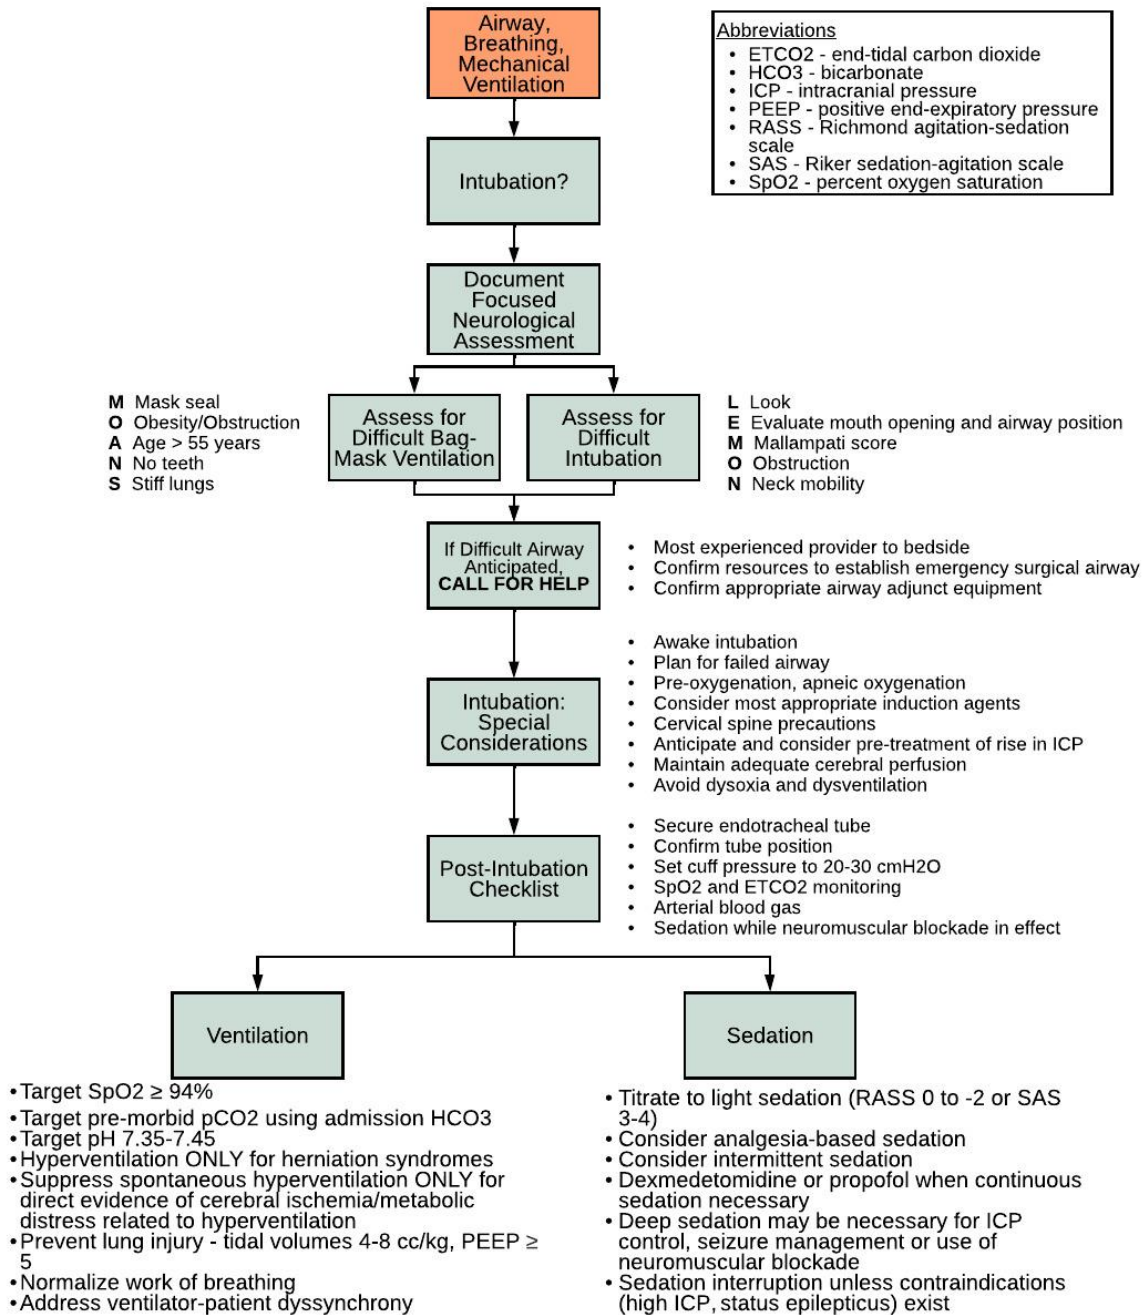 Airway,
Breathing,
Mechanical
Ventilation
Abbreviations
• ETCO2 - end-tidal carbon dioxide
• HCO3 - bicarbonate
• ICP - intracranial pressure
• PEEP - positive end-expiratory pressure
• RASS - Richmond agitation-sedation
scale
• SAS - Riker sedation-agitation scale
• SpO2 - percent oxygen saturation
Intubation?
Document
Focused
Neurological
Assessment
M Mask seal
O Obesity/Obstruction
A Age > 55 years
N No teeth
S Stiff lungs
Assess for
Difficult Bag-
Mask Ventilation
Assess for
Difficult
Intubation
L Look
E Evaluate mouth opening and airway position
M Mallampati score
O Obstruction
N Neck mobility
If Difficult Airway
Anticipated,
CALL FOR HELP
• Most experienced provider to bedside
• Confirm resources to establish emergency surgical airway
• Confirm appropriate airway adjunct equipment
Intubation:
Special
Considerations
• Awake intubation
• Plan for failed airway
• Pre-oxygenation, apneic oxygenation
• Consider most appropriate induction agents
• Cervical spine precautions
• Anticipate and consider pre-treatment of rise in ICP
• Maintain adequate cerebral perfusion
• Avoid dysoxia and dysventilation
Post-Intubation
Checklist
• Secure endotracheal tube
• Confirm tube position
• Set cuff pressure to 20-30 cmH2O
• SpO2 and ETCO2 monitoring
• Arterial blood gas
• Sedation while neuromuscular blockade in effect
Ventilation
• Target SpO2 ≥ 94%
• Target pre-morbid pCO2 using admission HCO3
• Target pH 7.35-7.45
• Hyperventilation ONLY for herniation syndromes
• Suppress spontaneous hyperventilation ONLY for
direct evidence of cerebral ischemia/metabolic
distress related to hyperventilation
• Prevent lung injury - tidal volumes 4-8 cc/kg, PEEP ≥
5
• Normalize work of breathing
• Address ventilator-patient dyssynchrony
Sedation
• Titrate to light sedation (RASS 0 to -2 or SAS
3-4)
• Consider analgesia-based sedation
• Consider intermittent sedation
• Dexmedetomidine or propofol when continuous
sedation necessary
• Deep sedation may be necessary for ICP
control, seizure management or use of
neuromuscular blockade
• Sedation interruption unless contraindications
(high ICP, status epilepticus) exist